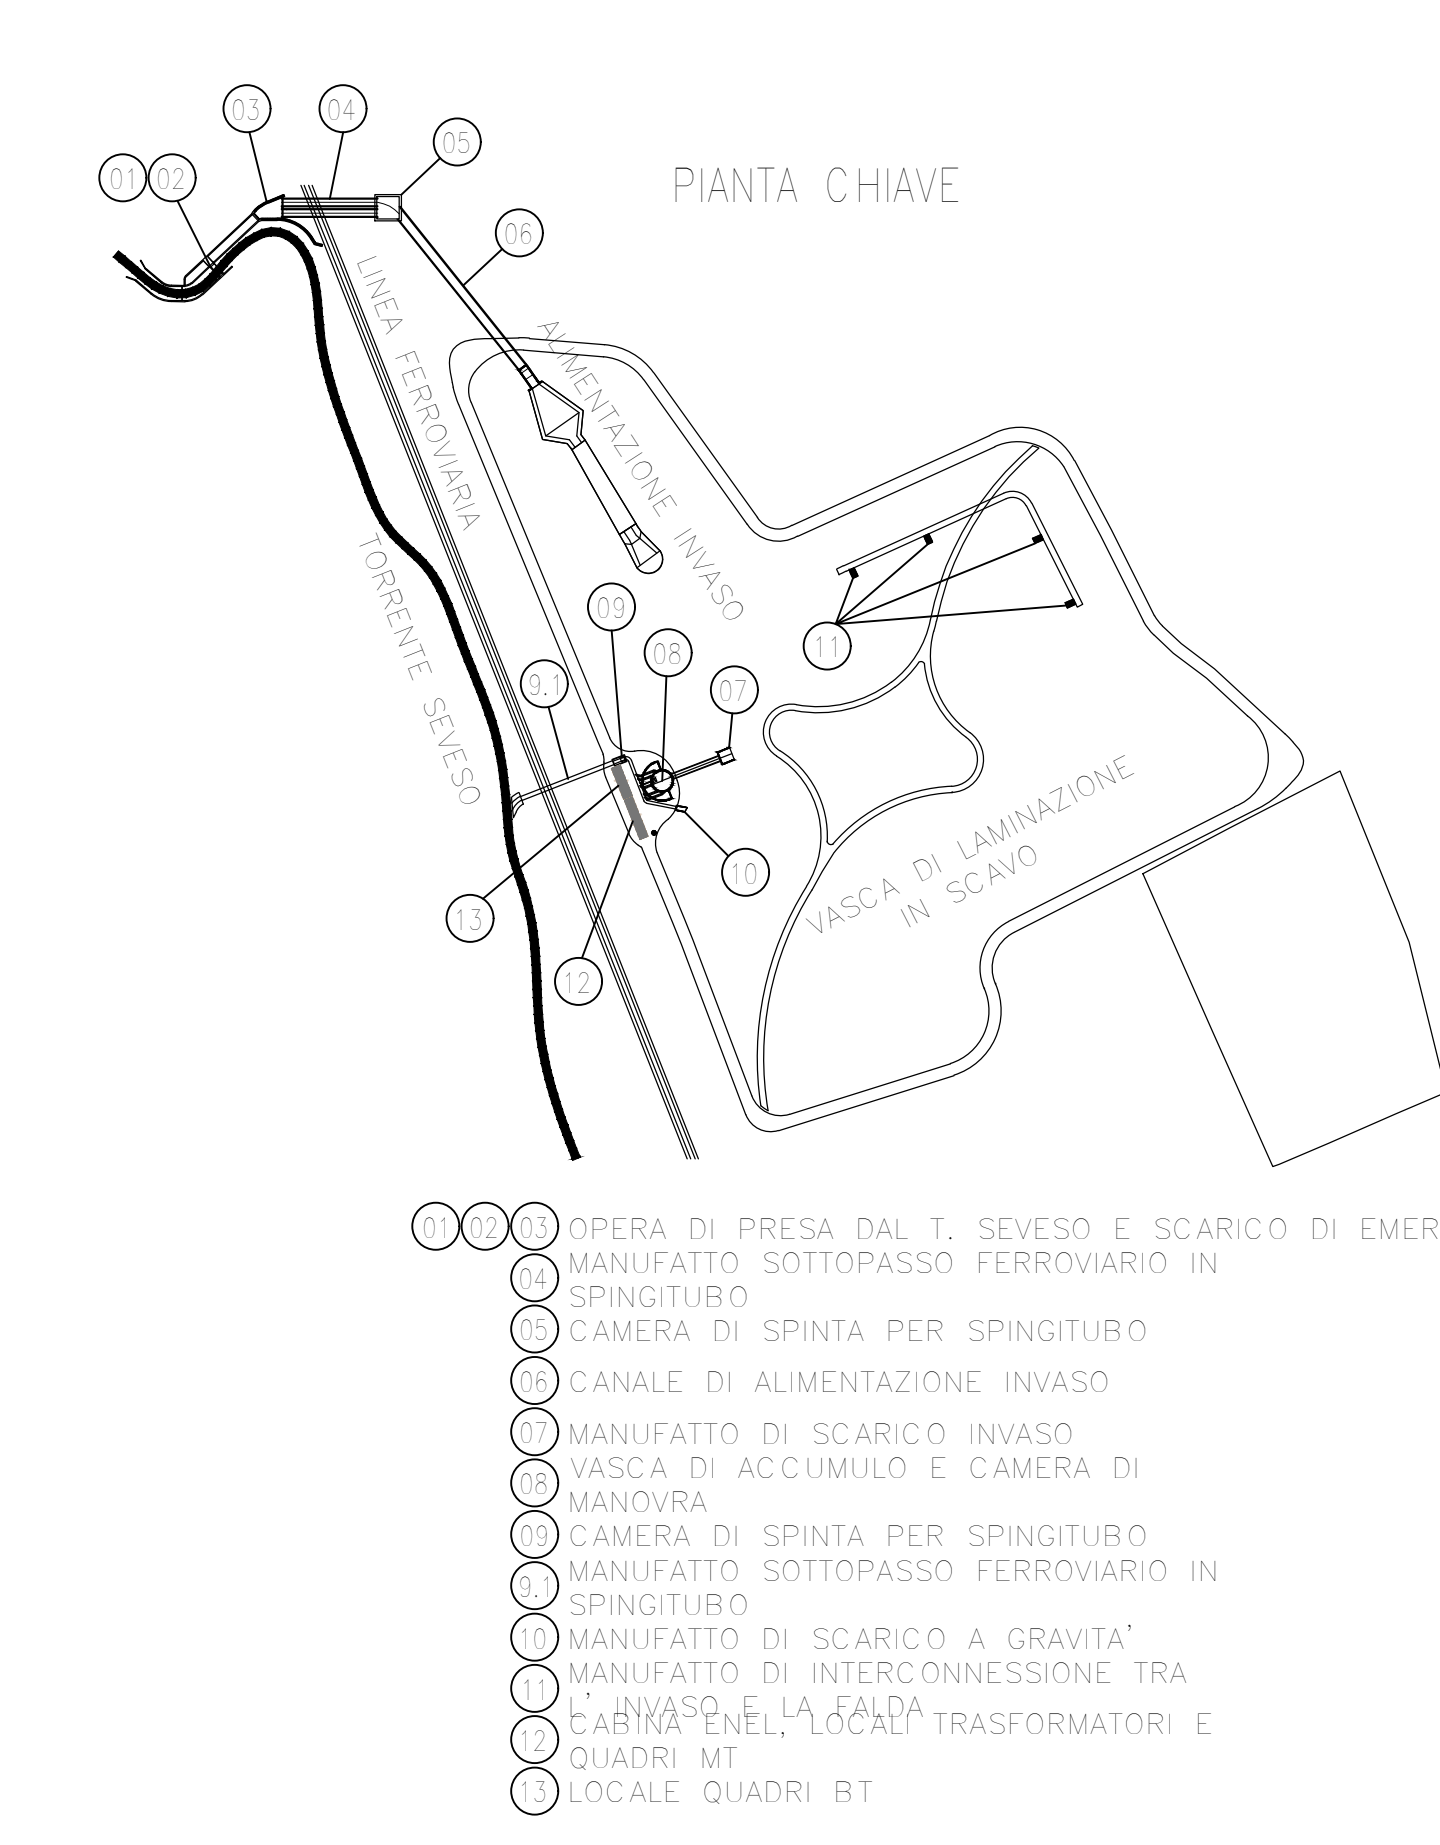 03
04
05
01 02
PIANTA CHIAVE
06
LINEA FERROVIARIA
ALIMENTAZIONE INVASO
TORRENTE SEVESO
09
11
08
9.1
07
VASCA DI LAMINAZIONE
IN SCAVO
10
13
12
01 02 03 OPERA DI PRESA DAL T. SEVESO E SCARICO DI EMER
04 MANUFATTO SOTTOPASSO FERROVIARIO IN
SPINGITUBO
05 CAMERA DI SPINTA PER SPINGITUBO
06 CANALE DI ALIMENTAZIONE INVASO
07 MANUFATTO DI SCARICO INVASO
08 VASCA DI ACCUMULO E CAMERA DI
MANOVRA
09 CAMERA DI SPINTA PER SPINGITUBO
9.1 MANUFATTO SOTTOPASSO FERROVIARIO IN
SPINGITUBO
10 MANUFATTO DI SCARICO A GRAVITA'
11 MANUFATTO DI INTERCONNESSIONE TRA
L' INVASO E LA FALDA
12 CABINA ENEL, LOCALI TRASFORMATORI E
QUADRI MT
13 LOCALE QUADRI BT